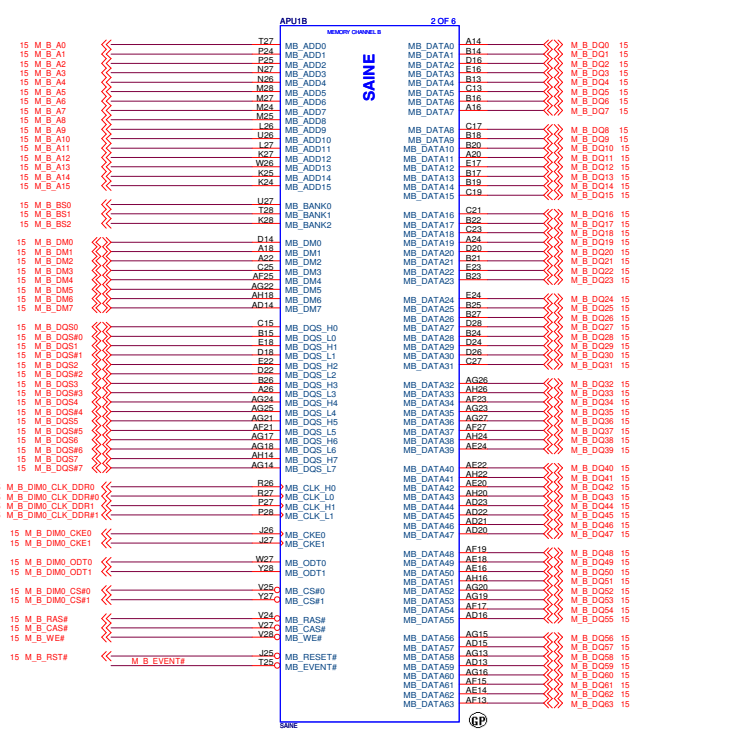 APU1B 2 OF 6
MEMORY CHANNEL B
SAINE
15 M_B_A0 T27 MB_ADD0
15 M_B_A1 P24 MB_ADD1
15 M_B_A2 P25 MB_ADD2
15 M_B_A3 N27 MB_ADD3
15 M_B_A4 N26 MB_ADD4
15 M_B_A5 M28 MB_ADD5
15 M_B_A6 M27 MB_ADD6
15 M_B_A7 M24 MB_ADD7
15 M_B_A8 M25 MB_ADD8
15 M_B_A9 L26 MB_ADD9
15 M_B_A10 U26 MB_ADD10
15 M_B_A11 L27 MB_ADD11
15 M_B_A12 K27 MB_ADD12
15 M_B_A13 W26 MB_ADD13
15 M_B_A14 K25 MB_ADD14
15 M_B_A15 K24 MB_ADD15
15 M_B_BS0 U27 MB_BANK0
15 M_B_BS1 T28 MB_BANK1
15 M_B_BS2 K28 MB_BANK2
15 M_B_DM0 D14 MB_DM0
15 M_B_DM1 A18 MB_DM1
15 M_B_DM2 A22 MB_DM2
15 M_B_DM3 C25 MB_DM3
15 M_B_DM4 AF25 MB_DM4
15 M_B_DM5 AG22 MB_DM5
15 M_B_DM6 AH18 MB_DM6
15 M_B_DM7 AD14 MB_DM7
15 M_B_DQS0 C15 MB_DQS_H0
15 M_B_DQS#0 B15 MB_DQS_L0
15 M_B_DQS1 E18 MB_DQS_H1
15 M_B_DQS#1 D18 MB_DQS_L1
15 M_B_DQS2 E22 MB_DQS_H2
15 M_B_DQS#2 D22 MB_DQS_L2
15 M_B_DQS3 B26 MB_DQS_H3
15 M_B_DQS#3 A26 MB_DQS_L3
15 M_B_DQS4 AG24 MB_DQS_H4
15 M_B_DQS#4 AG25 MB_DQS_L4
15 M_B_DQS5 AG21 MB_DQS_H5
15 M_B_DQS#5 AF21 MB_DQS_L5
15 M_B_DQS6 AG17 MB_DQS_H6
15 M_B_DQS#6 AG18 MB_DQS_L6
15 M_B_DQS7 AH14 MB_DQS_H7
15 M_B_DQS#7 AG14 MB_DQS_L7
M_B_DIM0_CLK_DDR0 R26 MB_CLK_H0
M_B_DIM0_CLK_DDR#0 R27 MB_CLK_L0
M_B_DIM0_CLK_DDR1 P27 MB_CLK_H1
M_B_DIM0_CLK_DDR#1 P28 MB_CLK_L1
15 M_B_DIM0_CKE0 J26 MB_CKE0
15 M_B_DIM0_CKE1 J27 MB_CKE1
15 M_B_DIM0_ODT0 W27 MB_ODT0
15 M_B_DIM0_ODT1 Y28 MB_ODT1
15 M_B_DIM0_CS#0 V25 MB_CS#0
15 M_B_DIM0_CS#1 Y27 MB_CS#1
15 M_B_RAS# V24 MB_RAS#
15 M_B_CAS# V27 MB_CAS#
15 M_B_WE# V28 MB_WE#
15 M_B_RST# J25 MB_RESET#
M_B_EVENT# T25 MB_EVENT#
MB_DATA0 A14 M_B_DQ0 15
MB_DATA1 B14 M_B_DQ1 15
MB_DATA2 D16 M_B_DQ2 15
MB_DATA3 E16 M_B_DQ3 15
MB_DATA4 B13 M_B_DQ4 15
MB_DATA5 C13 M_B_DQ5 15
MB_DATA6 B16 M_B_DQ6 15
MB_DATA7 A16 M_B_DQ7 15
MB_DATA8 C17 M_B_DQ8 15
MB_DATA9 B18 M_B_DQ9 15
MB_DATA10 B20 M_B_DQ10 15
MB_DATA11 A20 M_B_DQ11 15
MB_DATA12 E17 M_B_DQ12 15
MB_DATA13 B17 M_B_DQ13 15
MB_DATA14 B19 M_B_DQ14 15
MB_DATA15 C19 M_B_DQ15 15
MB_DATA16 C21 M_B_DQ16 15
MB_DATA17 B22 M_B_DQ17 15
MB_DATA18 C23 M_B_DQ18 15
MB_DATA19 A24 M_B_DQ19 15
MB_DATA20 D20 M_B_DQ20 15
MB_DATA21 B21 M_B_DQ21 15
MB_DATA22 E23 M_B_DQ22 15
MB_DATA23 B23 M_B_DQ23 15
MB_DATA24 E24 M_B_DQ24 15
MB_DATA25 B25 M_B_DQ25 15
MB_DATA26 B27 M_B_DQ26 15
MB_DATA27 D28 M_B_DQ27 15
MB_DATA28 B24 M_B_DQ28 15
MB_DATA29 D24 M_B_DQ29 15
MB_DATA30 D26 M_B_DQ30 15
MB_DATA31 C27 M_B_DQ31 15
MB_DATA32 AG26 M_B_DQ32 15
MB_DATA33 AH26 M_B_DQ33 15
MB_DATA34 AF23 M_B_DQ34 15
MB_DATA35 AG23 M_B_DQ35 15
MB_DATA36 AG27 M_B_DQ36 15
MB_DATA37 AF27 M_B_DQ37 15
MB_DATA38 AH24 M_B_DQ38 15
MB_DATA39 AE24 M_B_DQ39 15
MB_DATA40 AE22 M_B_DQ40 15
MB_DATA41 AH22 M_B_DQ41 15
MB_DATA42 AE20 M_B_DQ42 15
MB_DATA43 AH20 M_B_DQ43 15
MB_DATA44 AD23 M_B_DQ44 15
MB_DATA45 AD22 M_B_DQ45 15
MB_DATA46 AD21 M_B_DQ46 15
MB_DATA47 AD20 M_B_DQ47 15
MB_DATA48 AF19 M_B_DQ48 15
MB_DATA49 AE18 M_B_DQ49 15
MB_DATA50 AE16 M_B_DQ50 15
MB_DATA51 AH16 M_B_DQ51 15
MB_DATA52 AG20 M_B_DQ52 15
MB_DATA53 AG19 M_B_DQ53 15
MB_DATA54 AF17 M_B_DQ54 15
MB_DATA55 AD16 M_B_DQ55 15
MB_DATA56 AG15 M_B_DQ56 15
MB_DATA57 AD15 M_B_DQ57 15
MB_DATA58 AG13 M_B_DQ58 15
MB_DATA59 AD13 M_B_DQ59 15
MB_DATA60 AG16 M_B_DQ60 15
MB_DATA61 AF15 M_B_DQ61 15
MB_DATA62 AE14 M_B_DQ62 15
MB_DATA63 AF13 M_B_DQ63 15
SAINE
GP